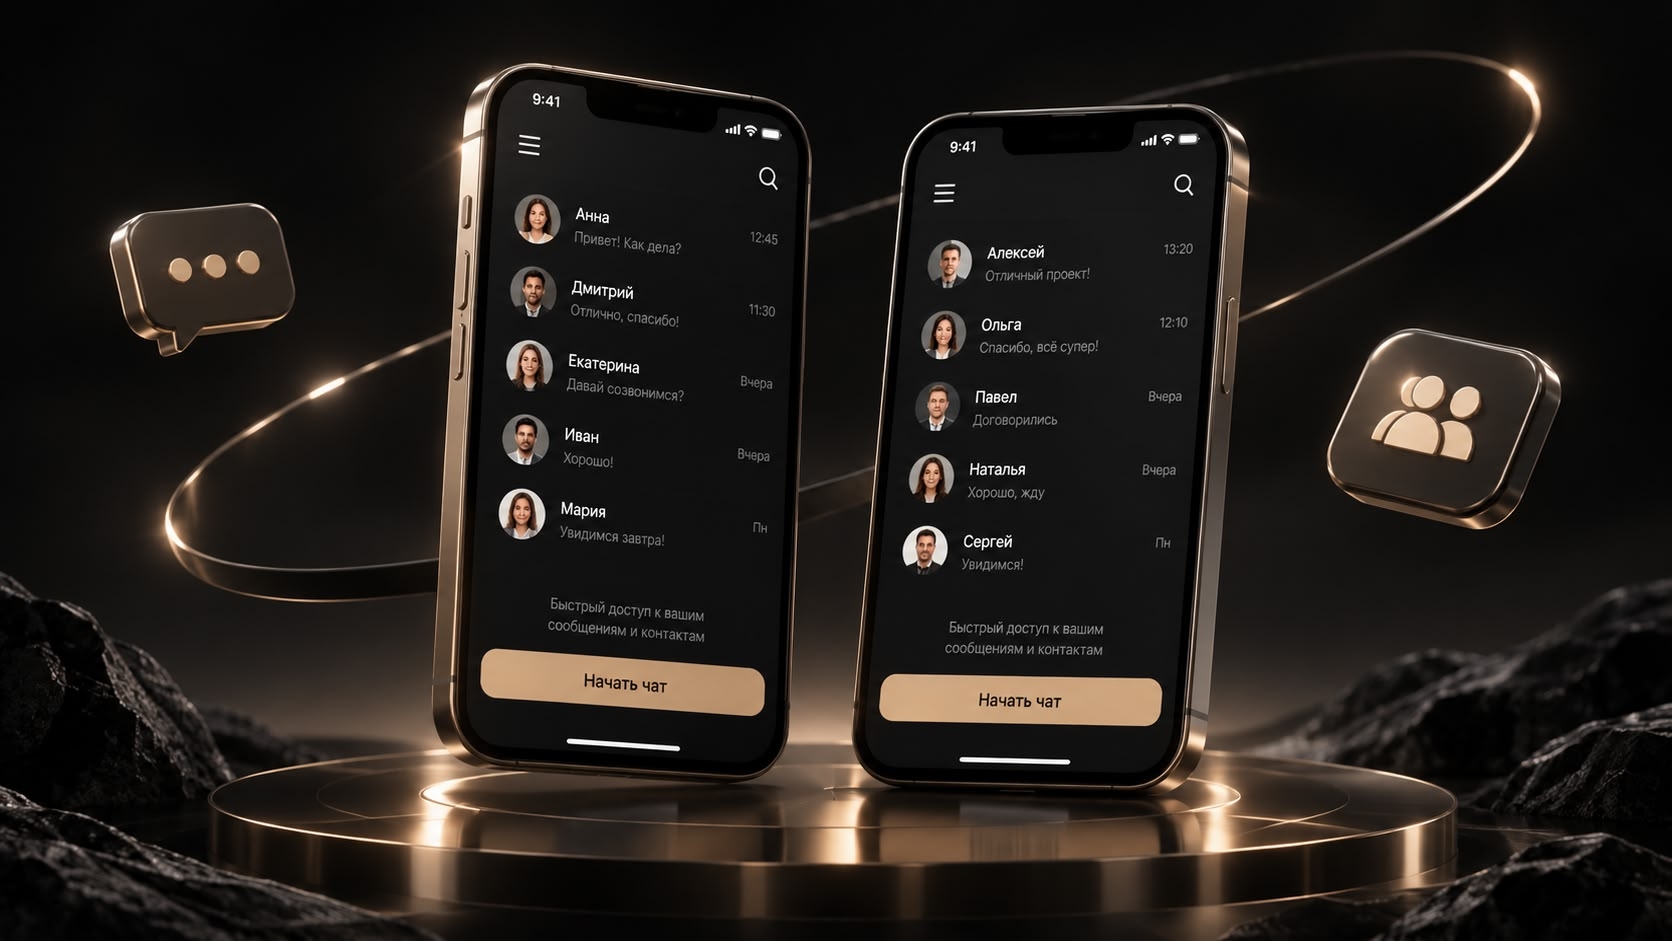 9:41
Анна
Привет! Как дела?
12:45
Дмитрий
Отлично, спасибо!
11:30
Екатерина
Давай созвонимся?
Вчера
Иван
Хорошо!
Вчера
Мария
Увидимся завтра!
Пн
Быстрый доступ к вашим
сообщениям и контактам
Начать чат
9:41
Алексей
Отличный проект!
13:20
Ольга
Спасибо, всё супер!
12:10
Павел
Договорились
Вчера
Наталья
Хорошо, жду
Вчера
Сергей
Увидимся!
Пн
Быстрый доступ к вашим
сообщениям и контактам
Начать чат